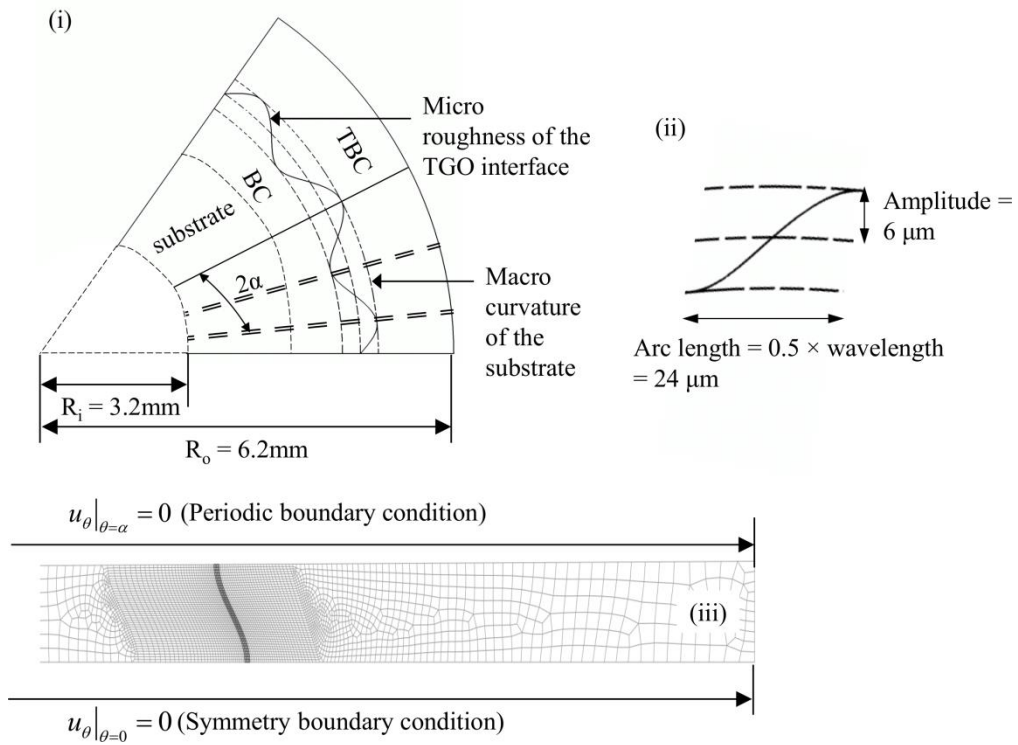 (i)
Micro
roughness of the
TGO interface
TBC
BC
substrate
2α
Macro
curvature
of the
substrate
R_i = 3.2mm
R_o = 6.2mm
(ii)
Amplitude =
6 μm
Arc length = 0.5 × wavelength
= 24 μm
u_θ|_{θ=α} = 0 (Periodic boundary condition)
(iii)
u_θ|_{θ=0} = 0 (Symmetry boundary condition)